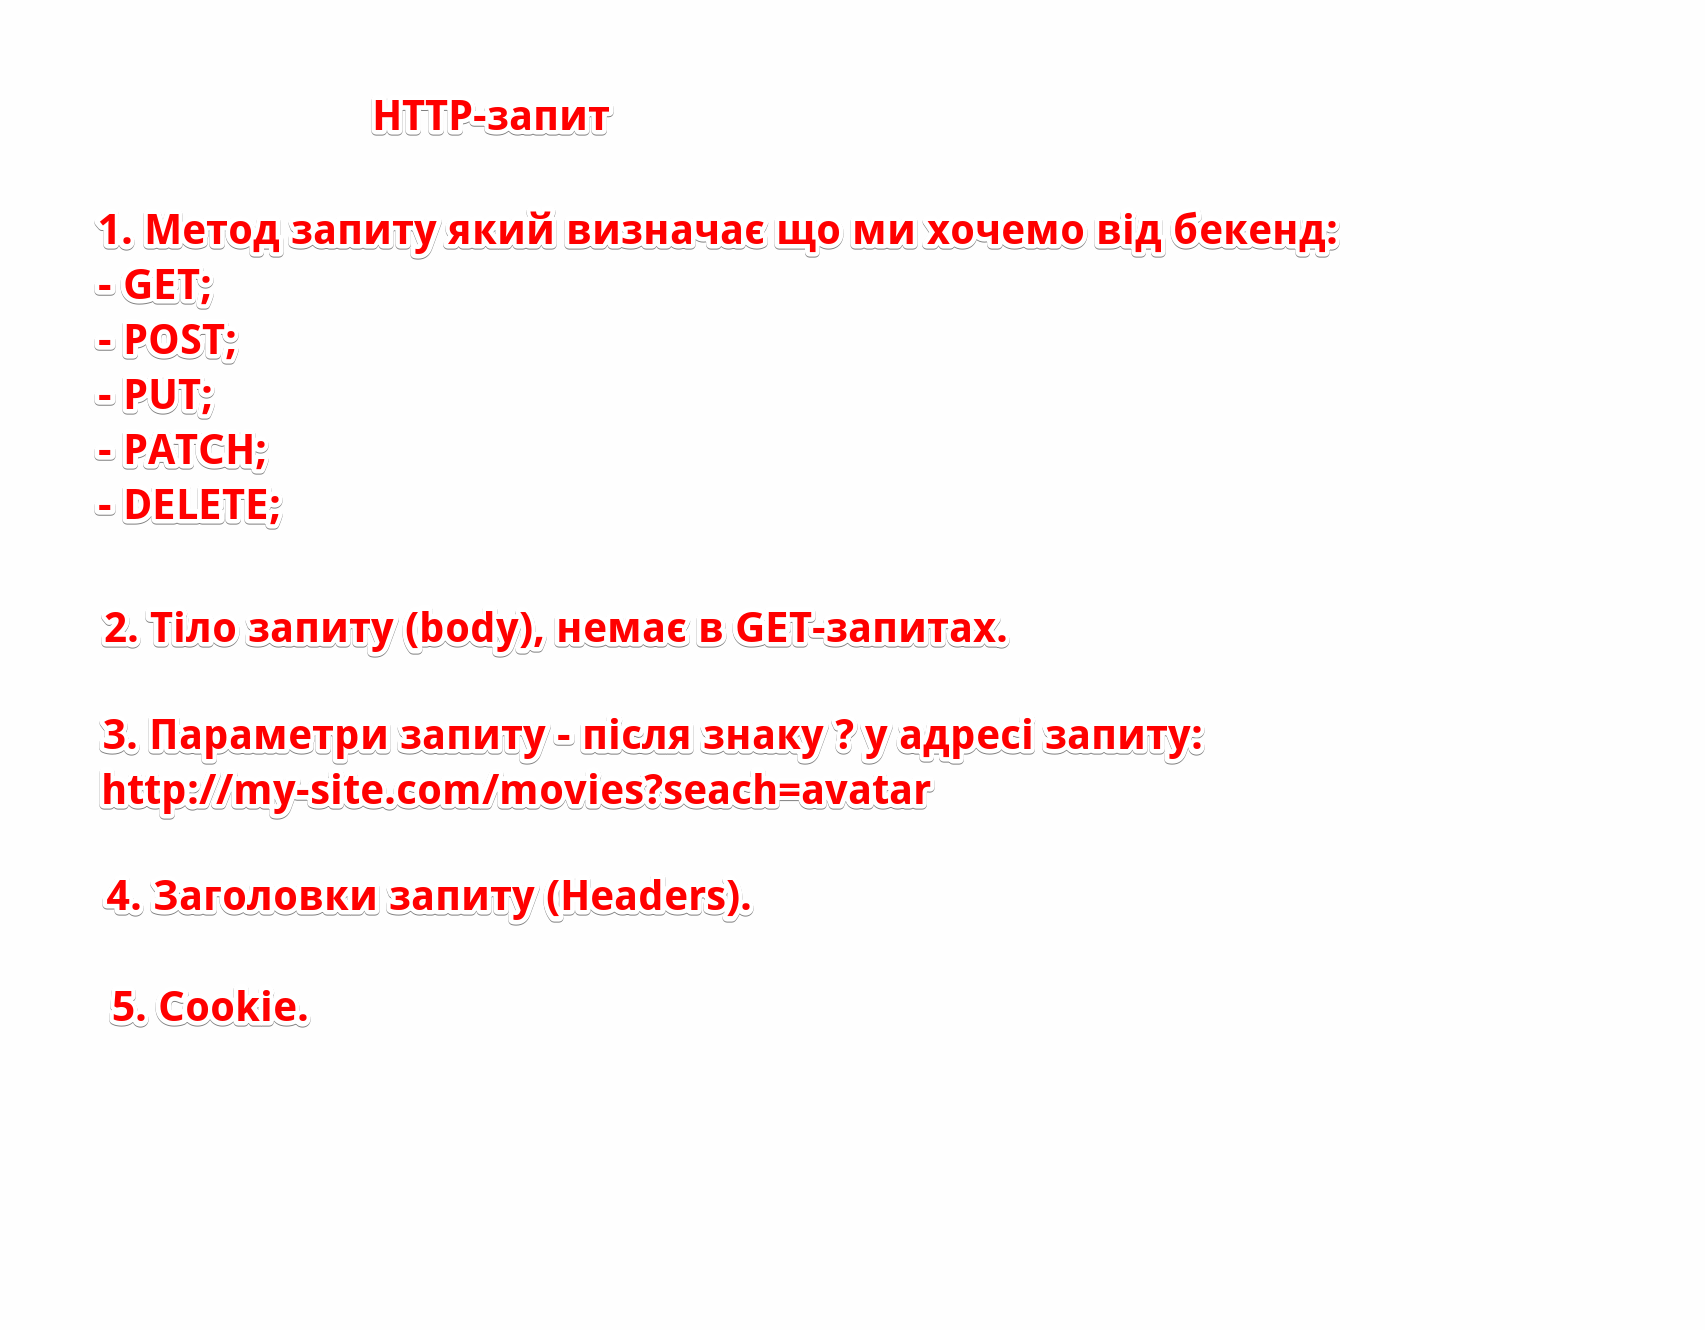 HTTP-запит
1. Метод запиту який визначає що ми хочемо від бекенд:
- GET;
- POST;
- PUT;
- PATCH;
- DELETE;
2. Тіло запиту (body), немає в GET-запитах.
3. Параметри запиту - після знаку ? у адресі запиту:
http://my-site.com/movies?seach=avatar
4. Заголовки запиту (Headers).
5. Cookie.